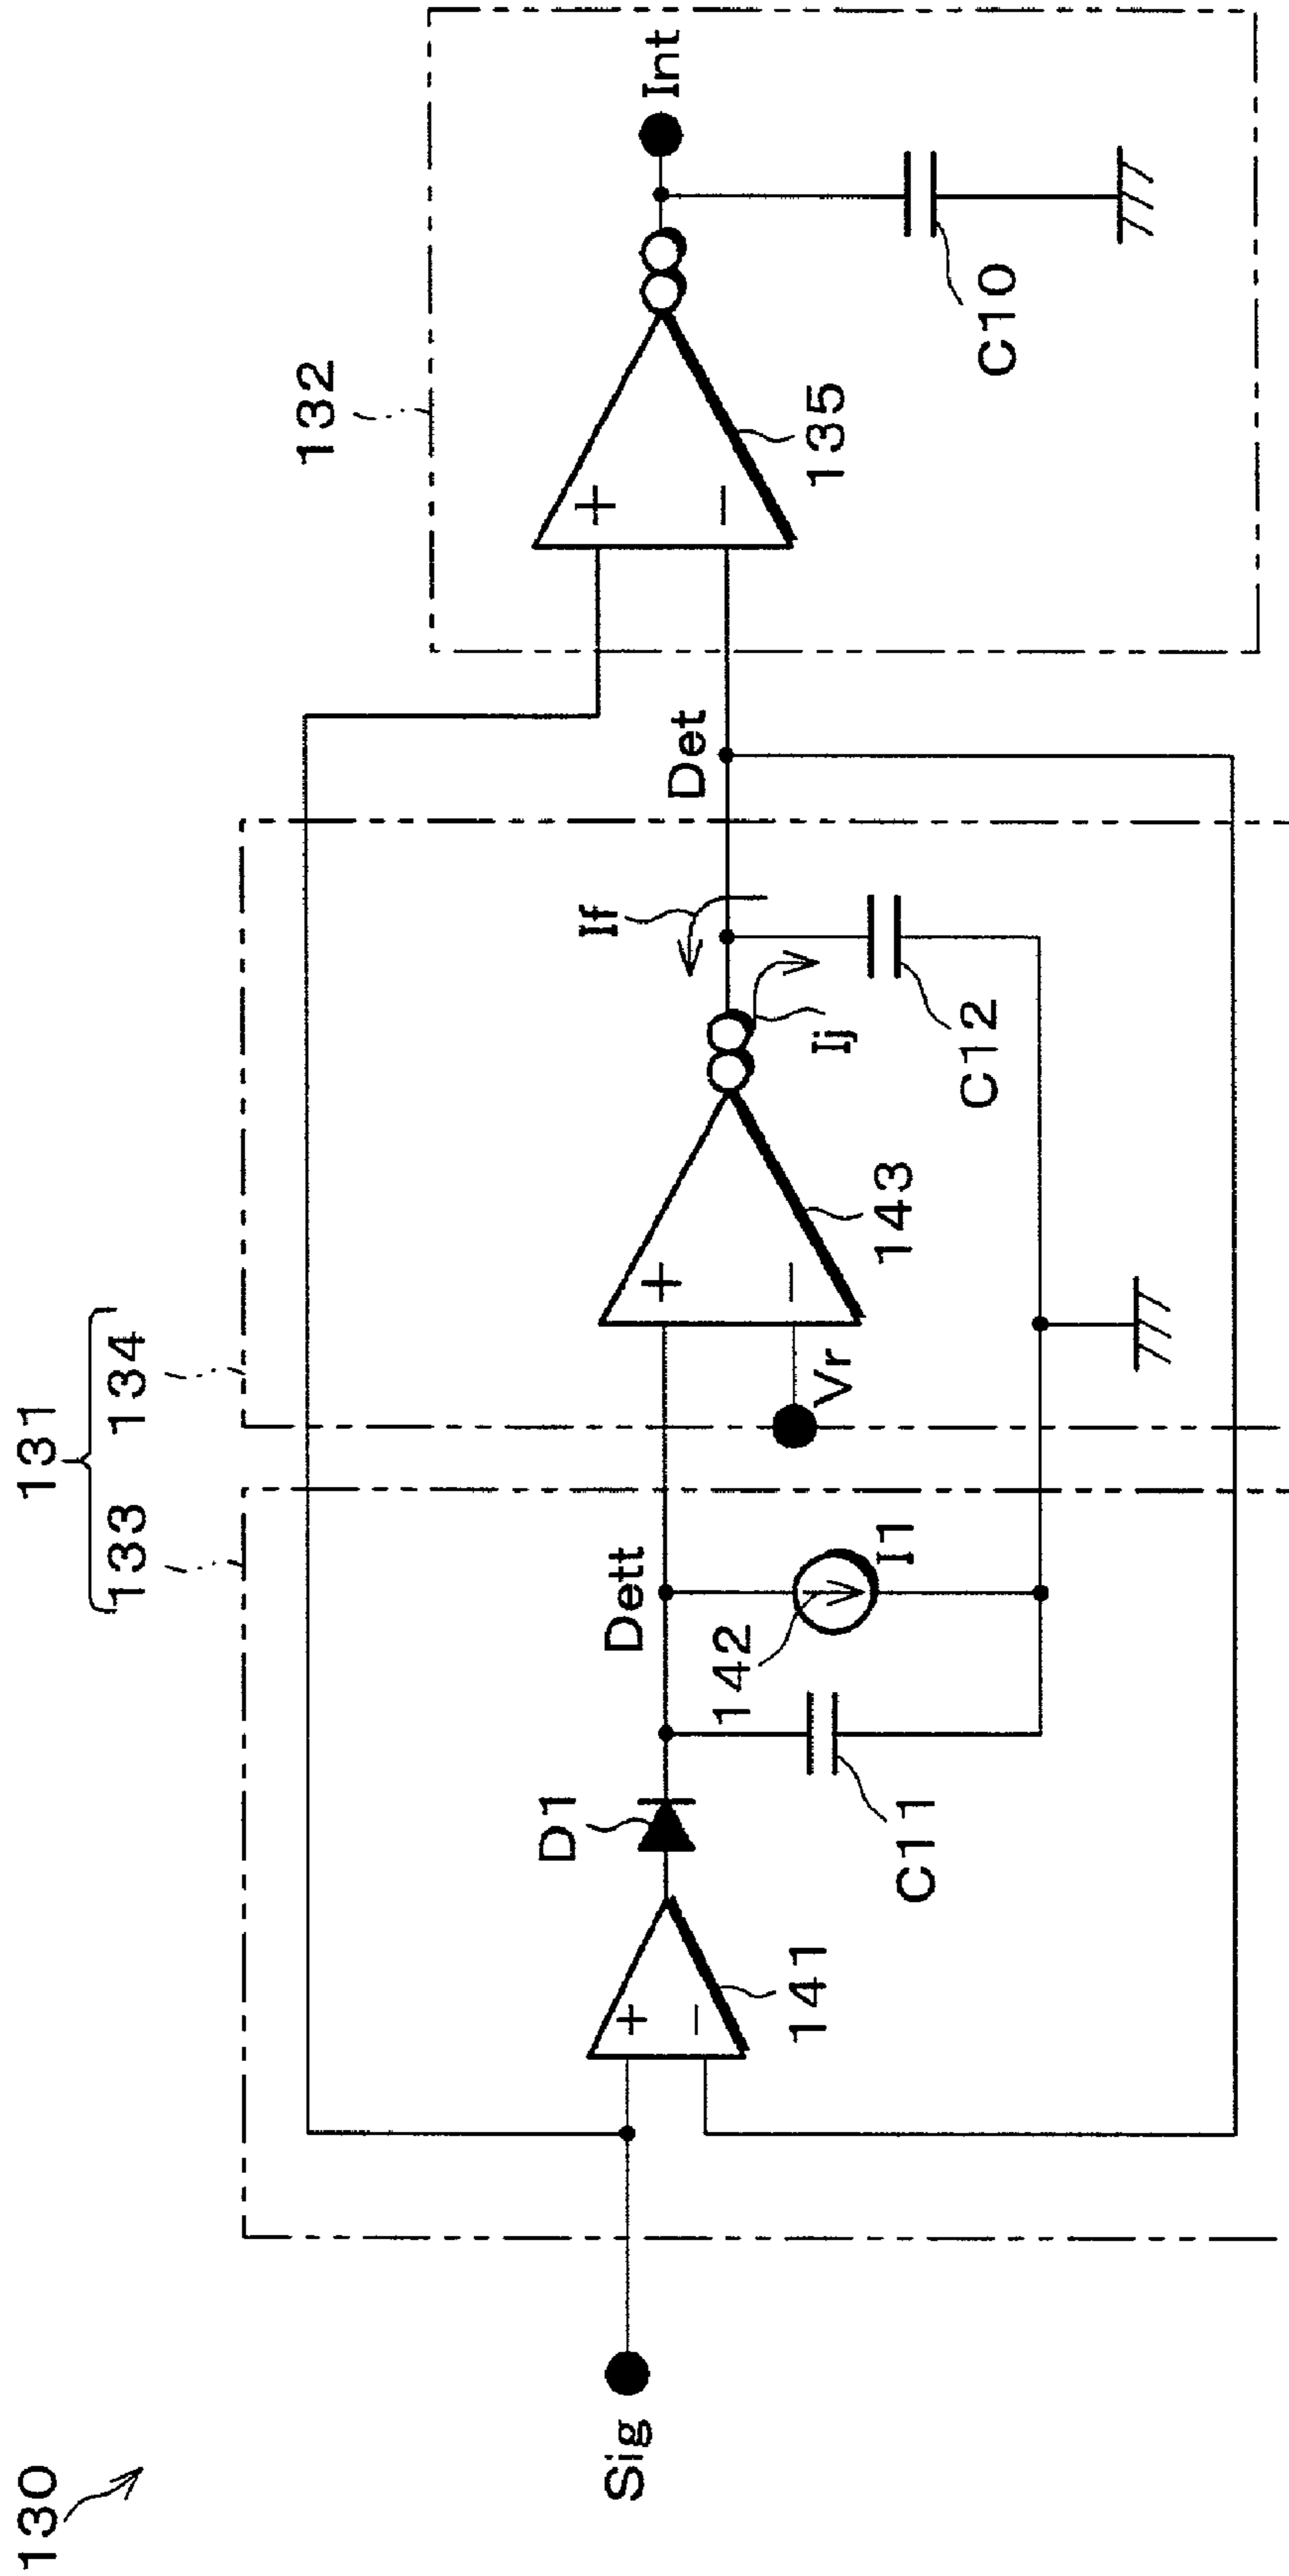 130
131
133
134
132
Sig
+
−
141
D1
C11
Dett
142
I1
+
−
Vr
143
If
Ij
C12
Det
+
−
135
C10
Int